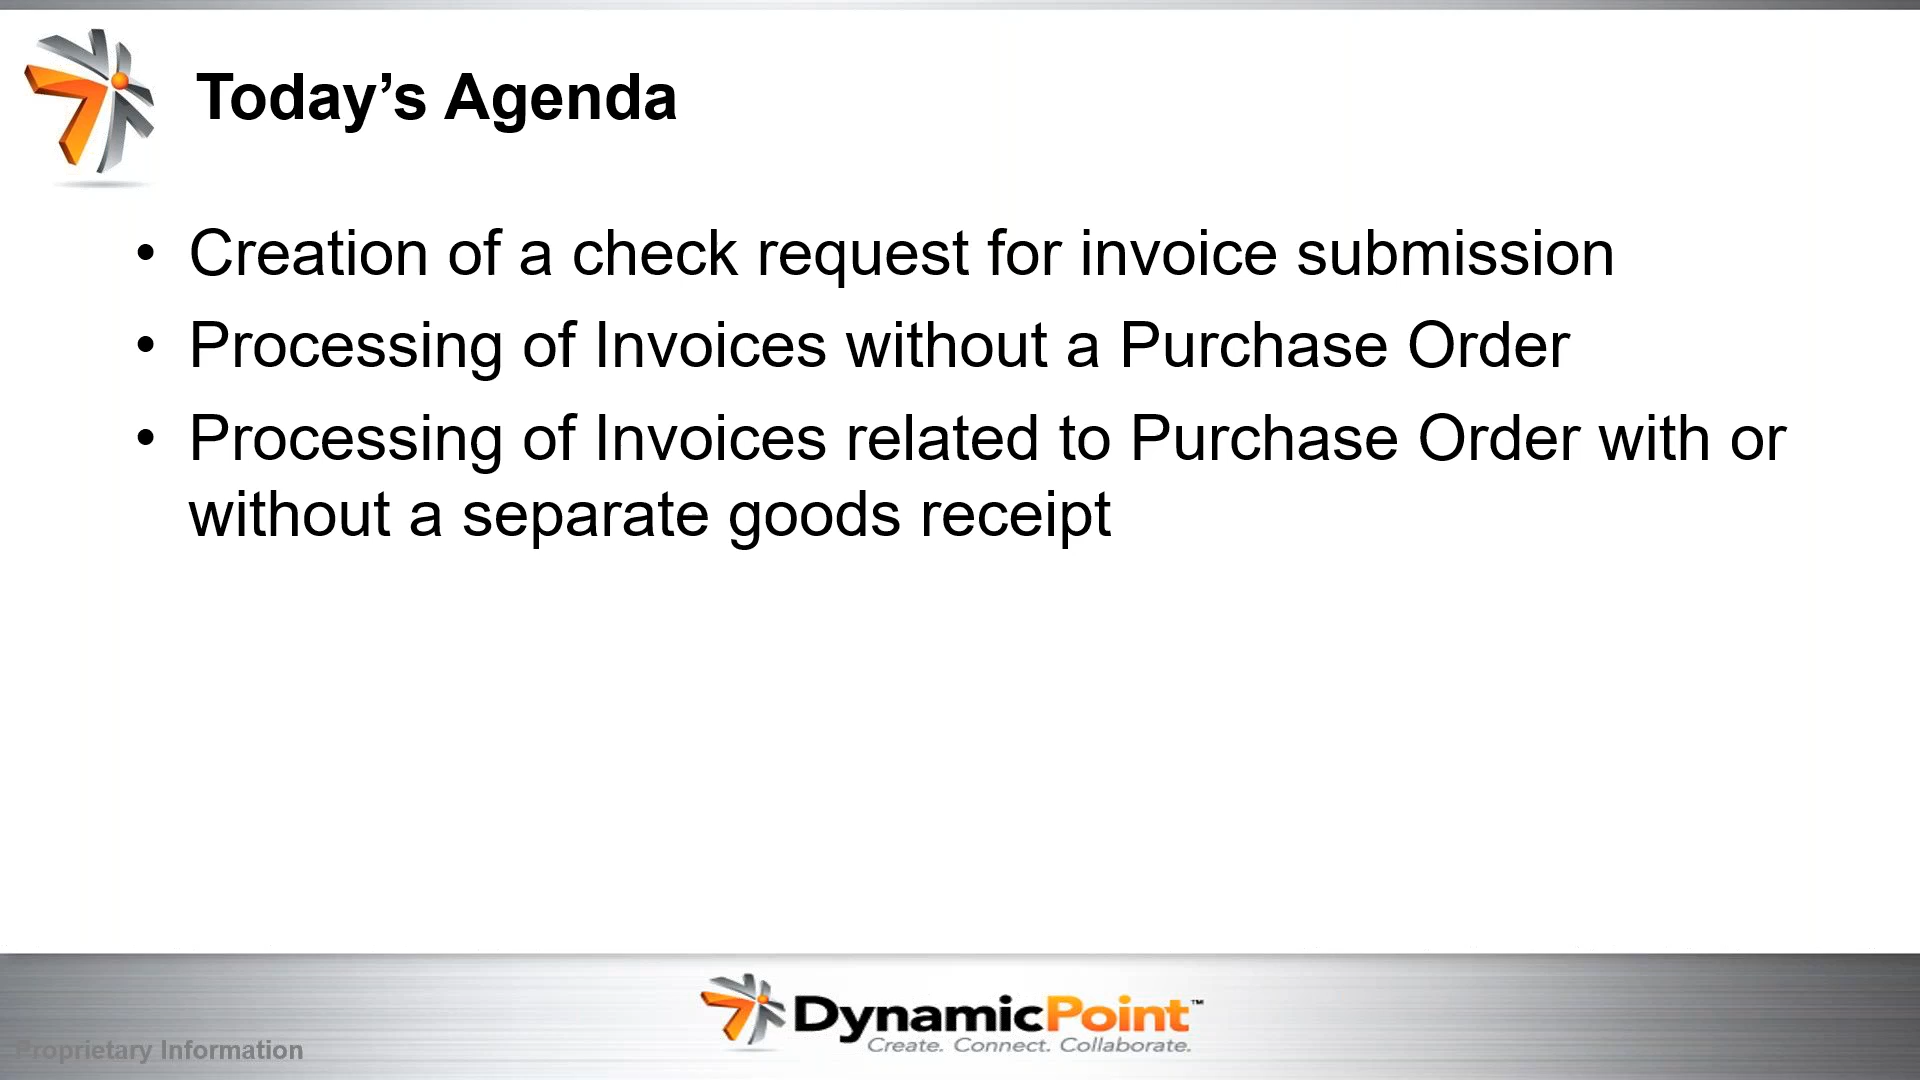 Today’s Agenda
• Creation of a check request for invoice submission
• Processing of Invoices without a Purchase Order
• Processing of Invoices related to Purchase Order with or
without a separate goods receipt
DynamicPoint™
Create. Connect. Collaborate.
Proprietary Information